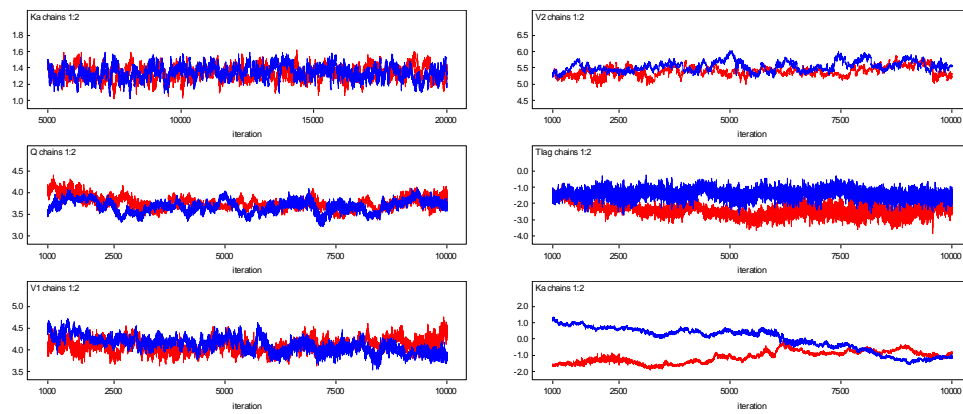 Ka chains 1:2
1.8
1.6
1.4
1.2
1.0
5000 10000 15000 20000
iteration
V2 chains 1:2
6.5
6.0
5.5
5.0
4.5
1000 2500 5000 7500 10000
iteration
Q chains 1:2
4.5
4.0
3.5
3.0
1000 2500 5000 7500 10000
iteration
Tlag chains 1:2
0.0
-1.0
-2.0
-3.0
-4.0
1000 2500 5000 7500 10000
iteration
V1 chains 1:2
5.0
4.5
4.0
3.5
1000 2500 5000 7500 10000
iteration
Ka chains 1:2
2.0
1.0
0.0
-1.0
-2.0
1000 2500 5000 7500 10000
iteration